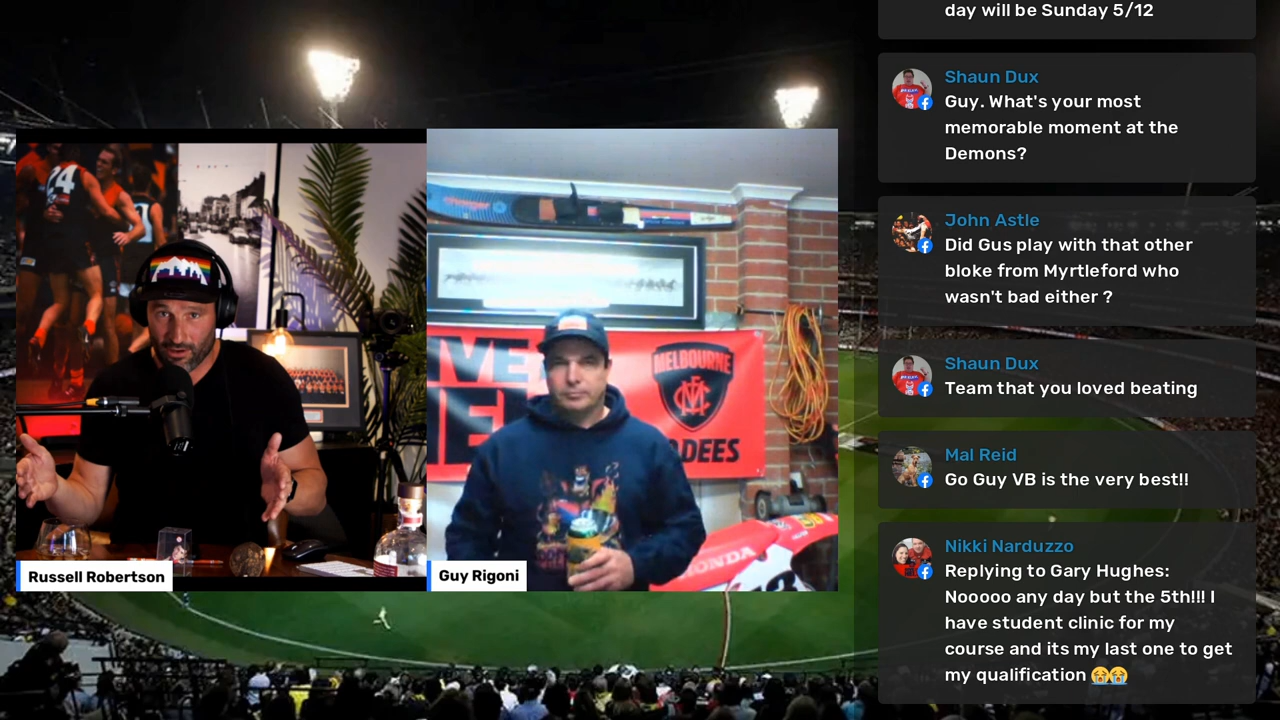 day will be Sunday 5/12
Shaun Dux
Guy. What's your most
memorable moment at the
Demons?
John Astle
Did Gus play with that other
bloke from Myrtleford who
wasn't bad either ?
Shaun Dux
Team that you loved beating
Mal Reid
Go Guy VB is the very best!!
Nikki Narduzzo
Replying to Gary Hughes:
Nooooo any day but the 5th!!! I
have student clinic for my
course and its my last one to get
my qualification 😭😭
24
MELBOURNE
DEES
HONDA
Russell Robertson
Guy Rigoni